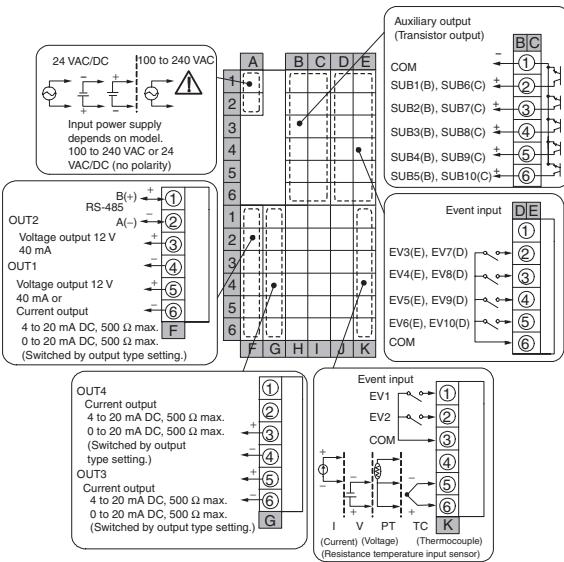 24 VAC/DC
100 to 240 VAC
Input power supply
depends on model.
100 to 240 VAC or 24
VAC/DC (no polarity)
A
B C D E
1
2
3
4
5
6
1
2
3
4
5
6
F G H I J K
Auxiliary output
(Transistor output)
B C
COM − 1
SUB1(B), SUB6(C) + 2
SUB2(B), SUB7(C) + 3
SUB3(B), SUB8(C) + 4
SUB4(B), SUB9(C) + 5
SUB5(B), SUB10(C) + 6
B(+) + 1
RS-485
A(−) − 2
OUT2
Voltage output 12 V + 3
40 mA
OUT1 − 4
Voltage output 12 V + 5
40 mA or
Current output − 6
4 to 20 mA DC, 500 Ω max.
0 to 20 mA DC, 500 Ω max.
(Switched by output type setting.)
F
Event input
D E
1
EV3(E), EV7(D) 2
EV4(E), EV8(D) 3
EV5(E), EV9(D) 4
EV6(E), EV10(D) 5
COM 6
OUT4 1
Current output 2
4 to 20 mA DC, 500 Ω max.
0 to 20 mA DC, 500 Ω max. + 3
(Switched by output
type setting.) − 4
OUT3 + 5
Current output
4 to 20 mA DC, 500 Ω max. − 6
0 to 20 mA DC, 500 Ω max.
(Switched by output type setting.)
G
Event input
EV1 1
EV2 2
COM 3
4
5
6
K
I V PT TC
(Current) (Voltage) (Thermocouple)
(Resistance temperature input sensor)